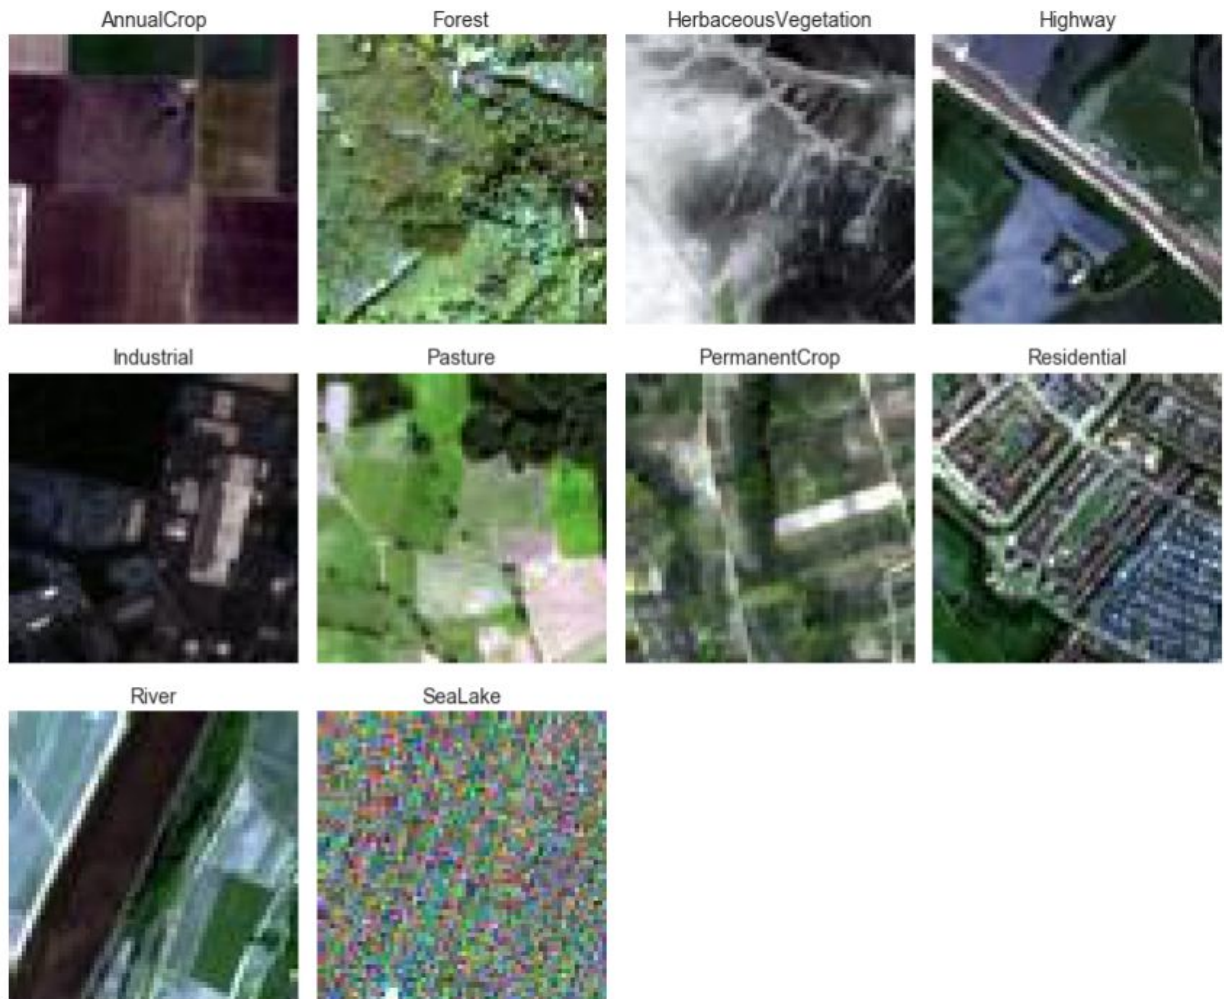 AnnualCrop
Forest
HerbaceousVegetation
Highway
Industrial
Pasture
PermanentCrop
Residential
River
SeaLake